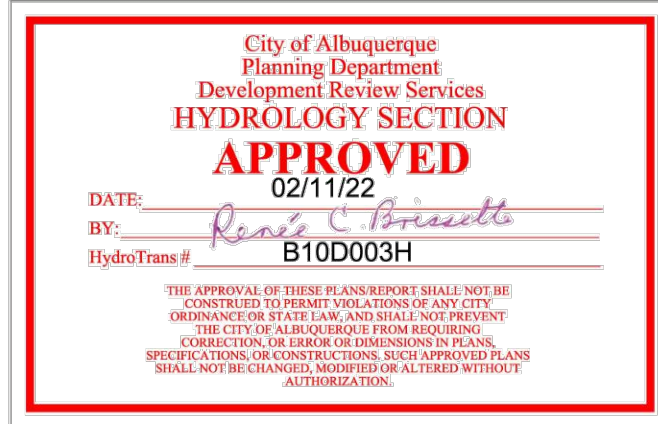 City of Albuquerque
Planning Department
Development Review Services
HYDROLOGY SECTION
APPROVED
DATE: 02/11/22
BY: Renée C. Brissette
HydroTrans # B10D003H
THE APPROVAL OF THESE PLANS/REPORT SHALL NOT BE
CONSTRUED TO PERMIT VIOLATIONS OF ANY CITY
ORDINANCE OR STATE LAW, AND SHALL NOT PREVENT
THE CITY OF ALBUQUERQUE FROM REQUIRING
CORRECTION, OR ERROR OR DIMENSIONS IN PLANS,
SPECIFICATIONS, OR CONSTRUCTIONS. SUCH APPROVED PLANS
SHALL NOT BE CHANGED, MODIFIED OR ALTERED WITHOUT
AUTHORIZATION.